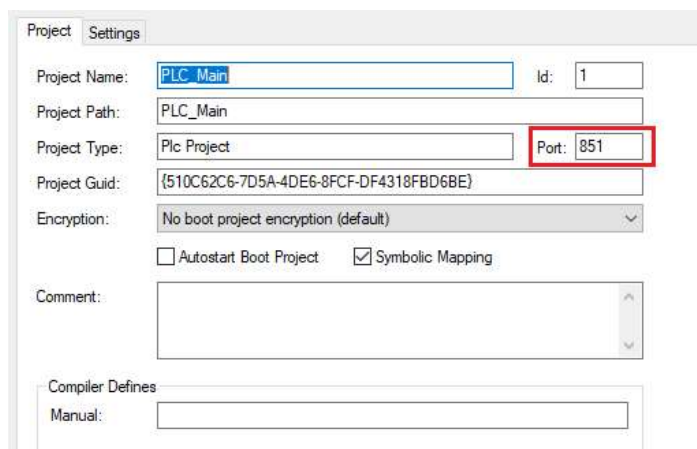 Project Settings
Project Name: PLC_Main Id: 1
Project Path: PLC_Main
Project Type: Plc Project Port: 851
Project Guid: {510C62C6-7D5A-4DE6-8FCF-DF4318FBD6BE}
Encryption: No boot project encryption (default)
Autostart Boot Project Symbolic Mapping
Comment:
Compiler Defines
Manual: